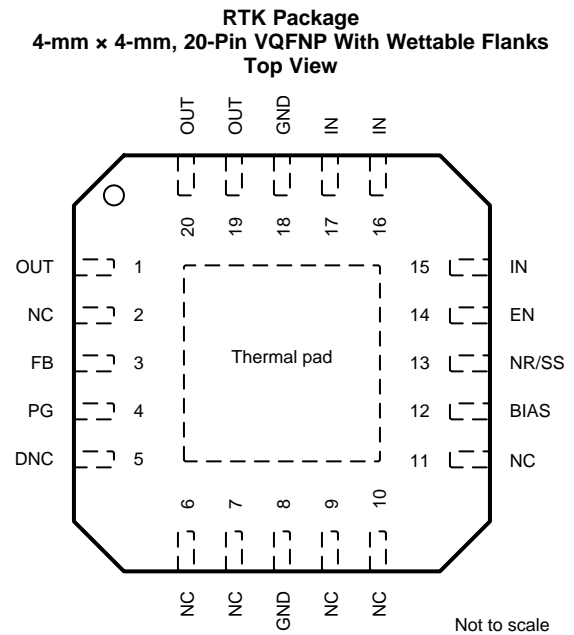 RTK Package
4-mm × 4-mm, 20-Pin VQFNP With Wettable Flanks
Top View
OUT
OUT
GND
IN
IN
20
19
18
17
16
OUT 1
NC 2
FB 3
PG 4
DNC 5
15 IN
14 EN
13 NR/SS
12 BIAS
11 NC
Thermal pad
6
7
8
9
10
NC
NC
GND
NC
NC
Not to scale